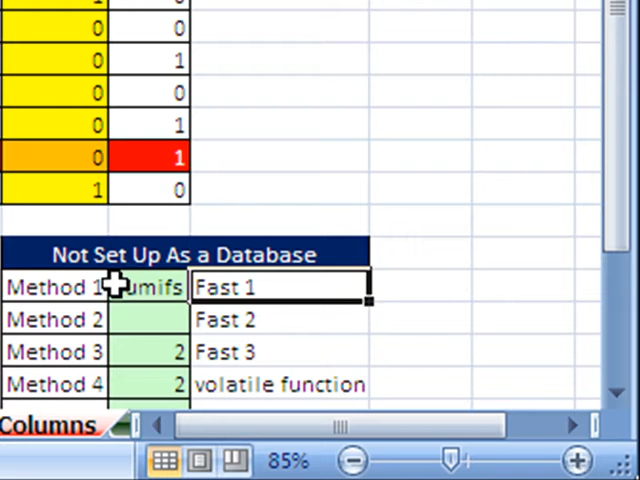 1 0
0 0
0 1
0 0
0 1
0 1
1 0
Not Set Up As a Database
Method 1 umifs Fast 1
Method 2 Fast 2
Method 3 2 Fast 3
Method 4 2 volatile function
Columns
85%